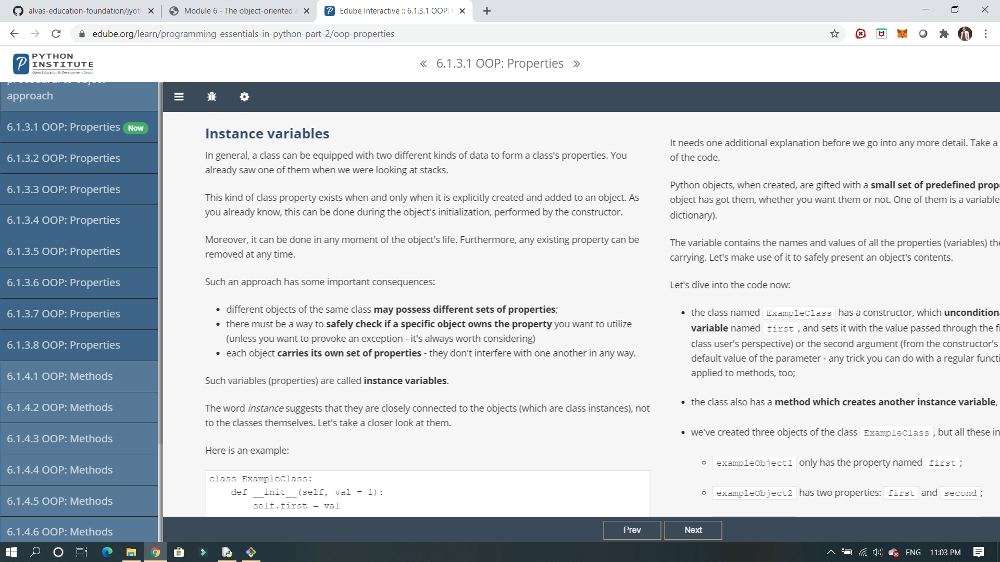 alvas-education-foundation/jyot
Module 6 - The object-oriented a
Edube Interactive :: 6.1.3.1 OOP: P
edube.org/learn/programming-essentials-in-python-part-2/oop-properties
PYTHON
INSTITUTE
Open Education & Development Group
« 6.1.3.1 OOP: Properties »
procedural to object
approach
6.1.3.1 OOP: Properties Now
6.1.3.2 OOP: Properties
6.1.3.3 OOP: Properties
6.1.3.4 OOP: Properties
6.1.3.5 OOP: Properties
6.1.3.6 OOP: Properties
6.1.3.7 OOP: Properties
6.1.3.8 OOP: Properties
6.1.4.1 OOP: Methods
6.1.4.2 OOP: Methods
6.1.4.3 OOP: Methods
6.1.4.4 OOP: Methods
6.1.4.5 OOP: Methods
6.1.4.6 OOP: Methods
Instance variables
In general, a class can be equipped with two different kinds of data to form a class's properties. You
already saw one of them when we were looking at stacks.
This kind of class property exists when and only when it is explicitly created and added to an object. As
you already know, this can be done during the object's initialization, performed by the constructor.
Moreover, it can be done in any moment of the object's life. Furthermore, any existing property can be
removed at any time.
Such an approach has some important consequences:
• different objects of the same class may possess different sets of properties;
• there must be a way to safely check if a specific object owns the property you want to utilize
(unless you want to provoke an exception - it's always worth considering)
• each object carries its own set of properties - they don't interfere with one another in any way.
Such variables (properties) are called instance variables.
The word instance suggests that they are closely connected to the objects (which are class instances), not
to the classes themselves. Let's take a closer look at them.
Here is an example:
class ExampleClass:
    def __init__(self, val = 1):
        self.first = val
It needs one additional explanation before we go into any more detail. Take a
of the code.
Python objects, when created, are gifted with a small set of predefined prop
object has got them, whether you want them or not. One of them is a variable
dictionary).
The variable contains the names and values of all the properties (variables) the
carrying. Let's make use of it to safely present an object's contents.
Let's dive into the code now:
• the class named ExampleClass has a constructor, which uncondition
variable named first , and sets it with the value passed through the fi
class user's perspective) or the second argument (from the constructor's
default value of the parameter - any trick you can do with a regular functi
applied to methods, too;
• the class also has a method which creates another instance variable,
• we've created three objects of the class ExampleClass , but all these in
◦ exampleObject1 only has the property named first ;
◦ exampleObject2 has two properties: first and second ;
Prev
Next
ENG
11:03 PM